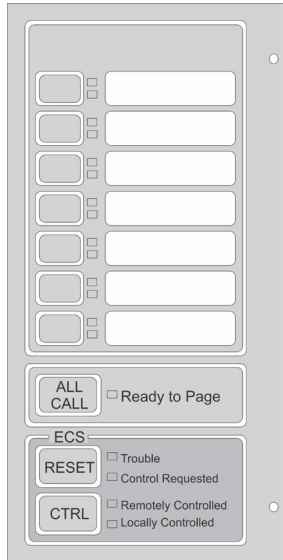 ALL
CALL
Ready to Page
ECS
RESET
Trouble
Control Requested
CTRL
Remotely Controlled
Locally Controlled